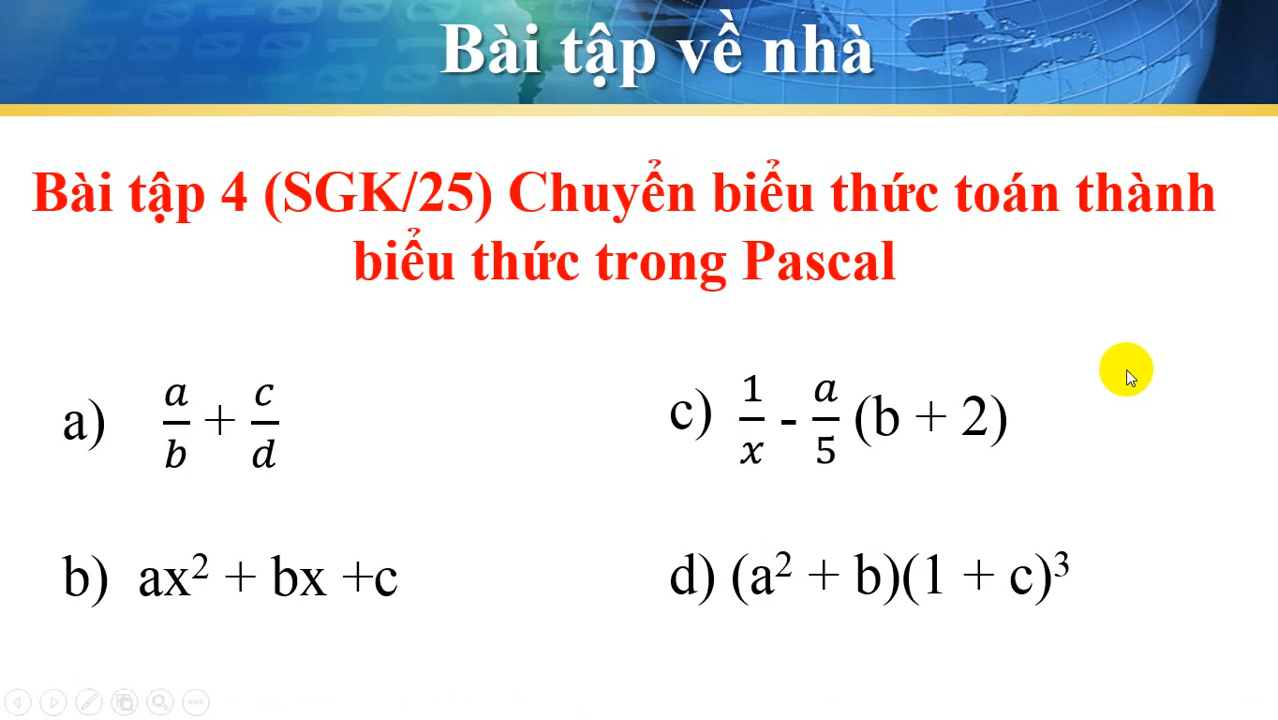 Bài tập về nhà
Bài tập 4 (SGK/25) Chuyển biểu thức toán thành
biểu thức trong Pascal
a) a/b + c/d
c) 1/x - a/5 (b + 2)
b) ax² + bx +c
d) (a² + b)(1 + c)³